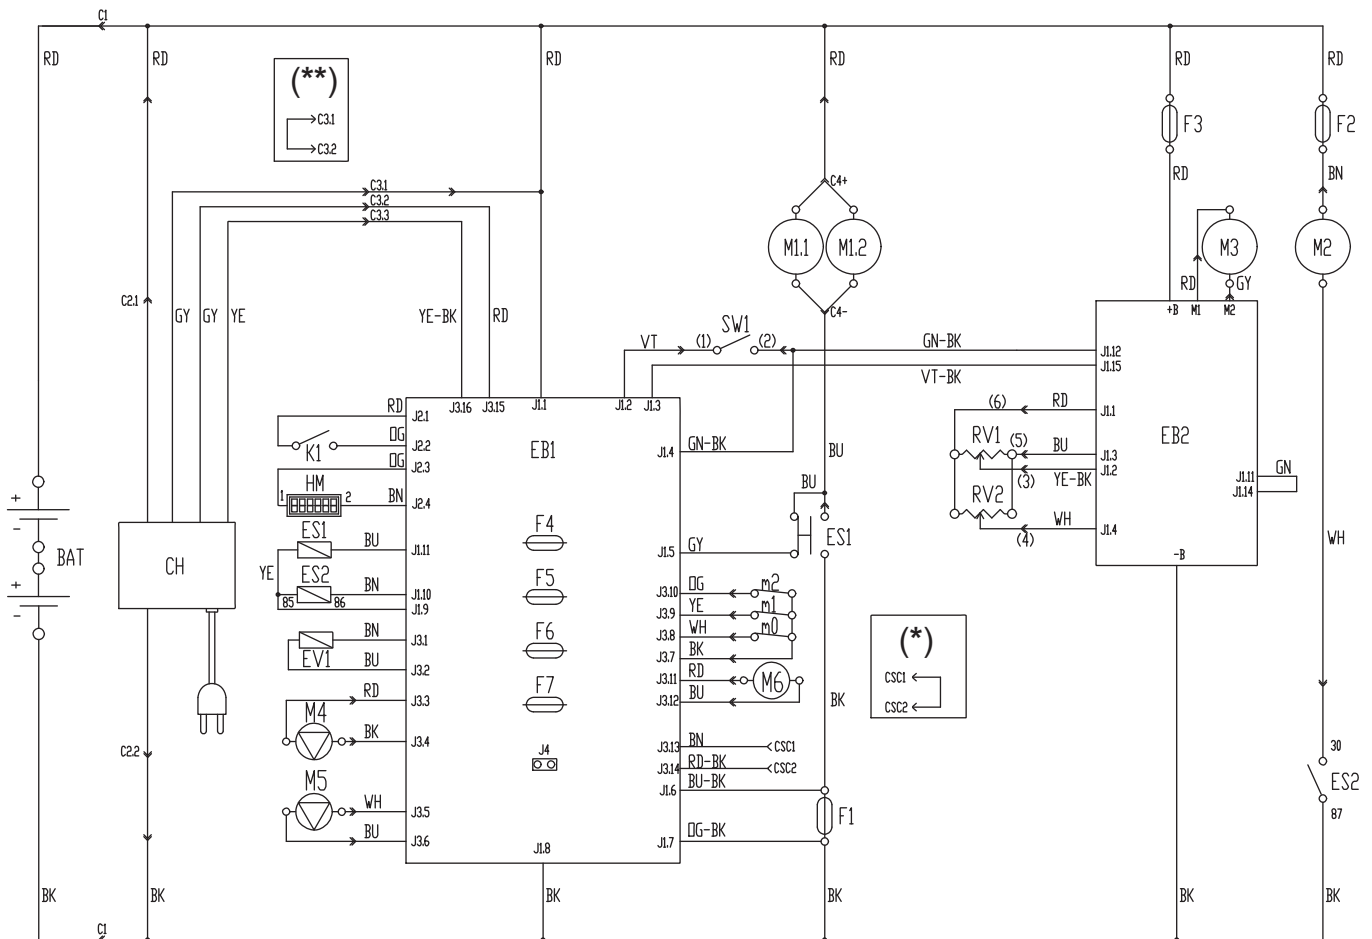 C1
RD RD RD RD RD RD
(**)
C3.1
C3.2
F3 F2
RD BN
C3.1
C3.2
C3.3
C4+
M1.1 M1.2 M3 M2
RD GY
C2.1
GY GY YE YE-BK RD
C4-
+B M1 M2
SW1
VT (1) (2) GN-BK J1.12
VT-BK J1.15
RD J3.16 J3.15 J1.1 J1.2 J1.3
J2.1
(6) RD J1.1
OG J2.2
K1
EB1
GN-BK J1.4
RV1 (5) BU J1.3
EB2
OG J2.3
BU
(3) YE-BK J1.2
J1.11 GN
J1.14
HM
1 2 BN J2.4
BU
RV2
WH J1.4
(4)
+
-
BAT
+
-
CH
ES1 BU J1.11
F4
GY J1.5
ES1
-B
WH
YE
ES2 BN J1.10
85 86 J1.9
F5
J3.10 OG m2
J3.9 YE m1
J3.8 WH m0
J3.7 BK
EV1 BN J3.1
BU J3.2
F6
(*)
CSC1
CSC2
J3.11 RD M6
J3.12 BU
F7
BK
RD J3.3
M4
BK J3.4
C2.2
J4
J3.13 BN CSC1
J3.14 RD-BK CSC2
J1.6 BU-BK
30
ES2
87
M5
WH J3.5
BU J3.6
F1
J1.7 OG-BK
J1.8
BK BK BK BK BK BK
C1